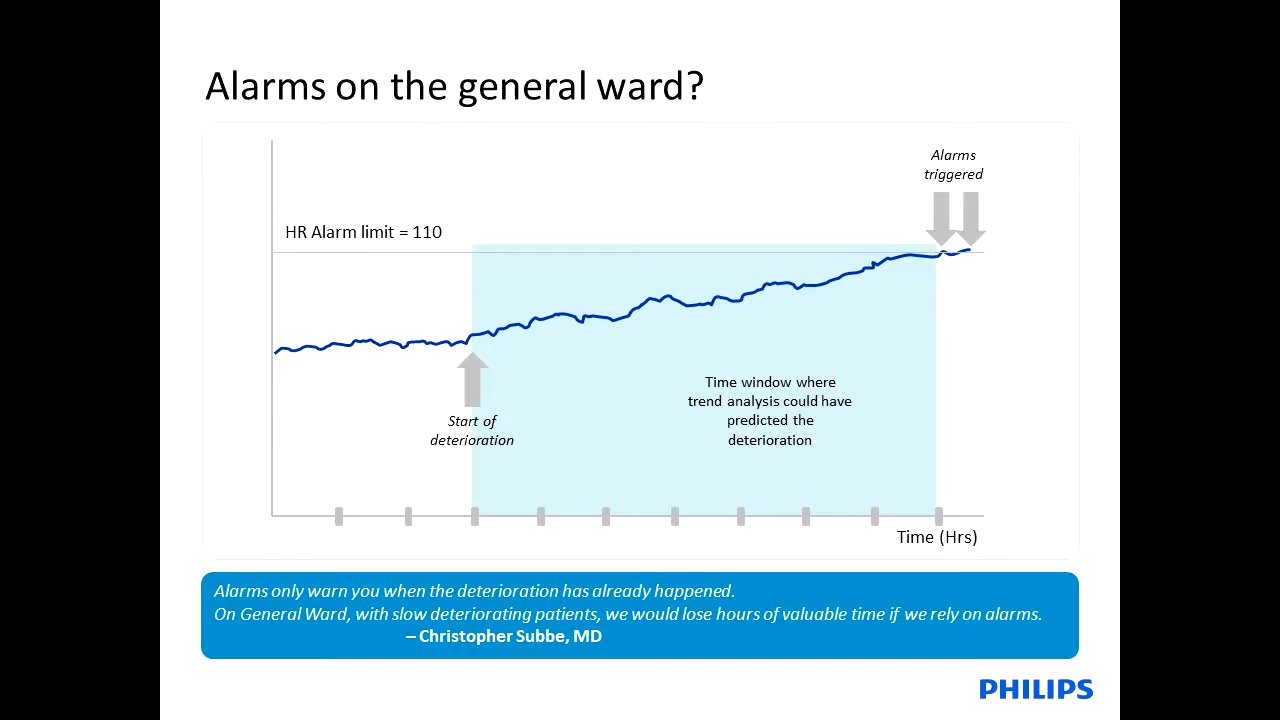 Alarms on the general ward?
Alarms
triggered
HR Alarm limit = 110
Time window where
trend analysis could have
predicted the
deterioration
Start of
deterioration
Time (Hrs)
Alarms only warn you when the deterioration has already happened.
On General Ward, with slow deteriorating patients, we would lose hours of valuable time if we rely on alarms.
– Christopher Subbe, MD
PHILIPS